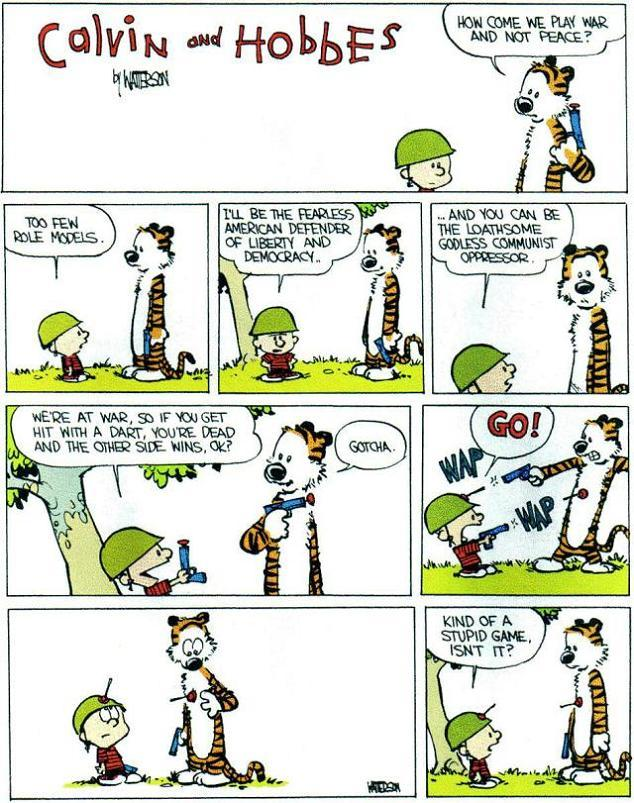 Calvin and Hobbes
by WATTERSON
HOW COME WE PLAY WAR
AND NOT PEACE?
TOO FEW
ROLE MODELS.
I'LL BE THE FEARLESS
AMERICAN DEFENDER
OF LIBERTY AND
DEMOCRACY..
...AND YOU CAN BE
THE LOATHSOME
GODLESS COMMUNIST
OPPRESSOR.
WE'RE AT WAR, SO IF YOU GET
HIT WITH A DART, YOU'RE DEAD
AND THE OTHER SIDE WINS, OK?
GOTCHA.
GO!
WAP
WAP
WATTERSON
KIND OF A
STUPID GAME,
ISN'T IT?